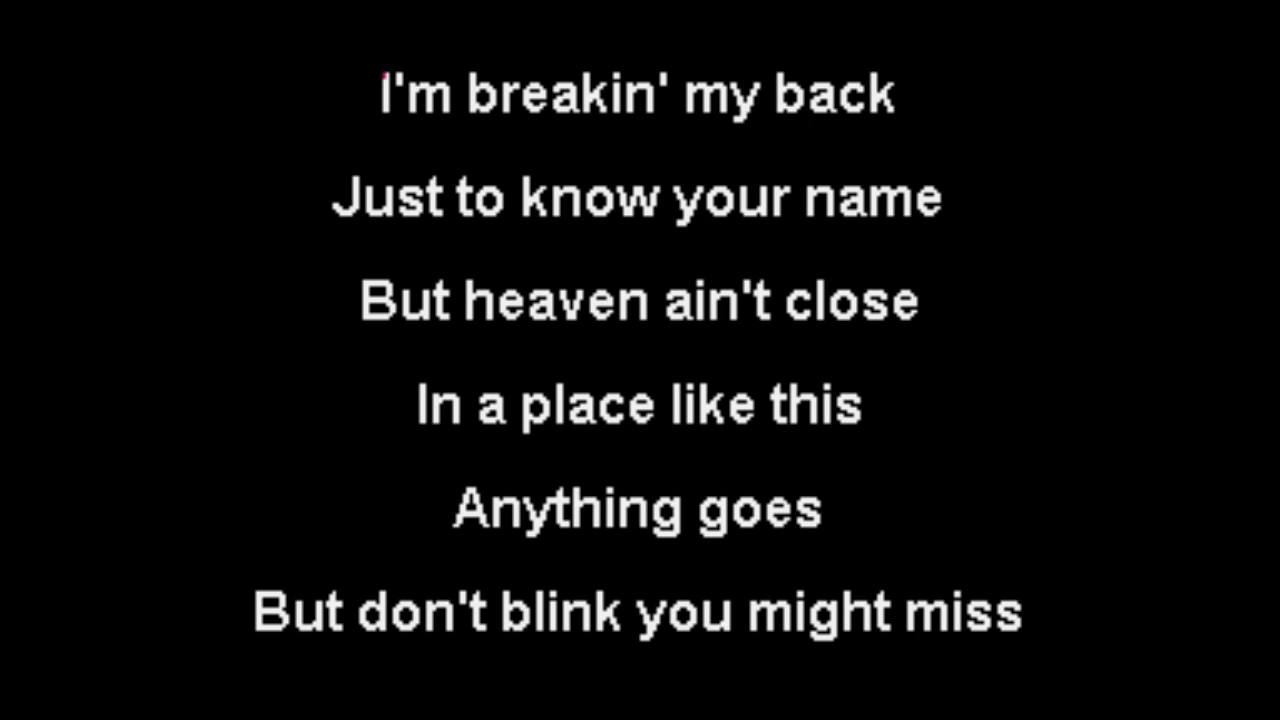 I'm breakin' my back
Just to know your name
But heaven ain't close
In a place like this
Anything goes
But don't blink you might miss